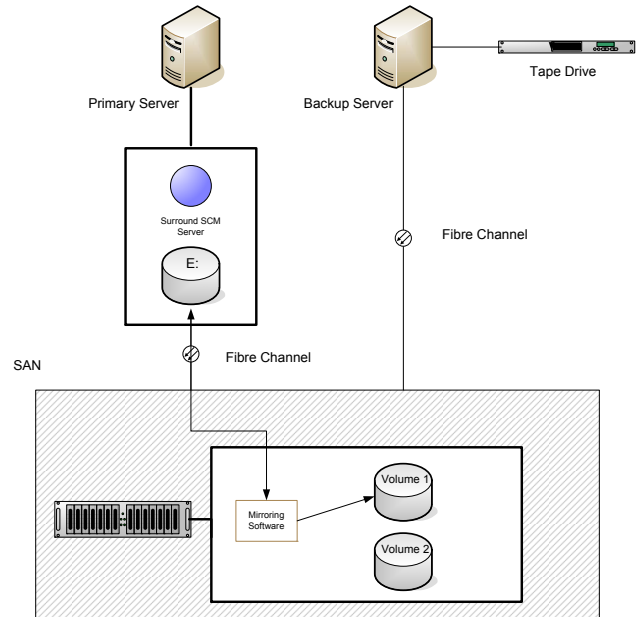 Tape Drive
Primary Server
Backup Server
Surround SCM
Server
E:
Fibre Channel
Fibre Channel
SAN
Volume 1
Mirroring
Software
Volume 2